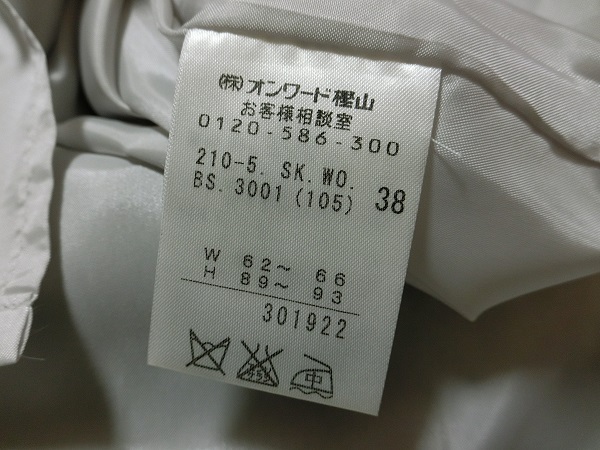 (株)オンワード樫山
お客様相談室
0120-586-300
210-5. SK.WO.
BS.3001(105) 38
W 62～ 66
H 89～ 93
301922
中